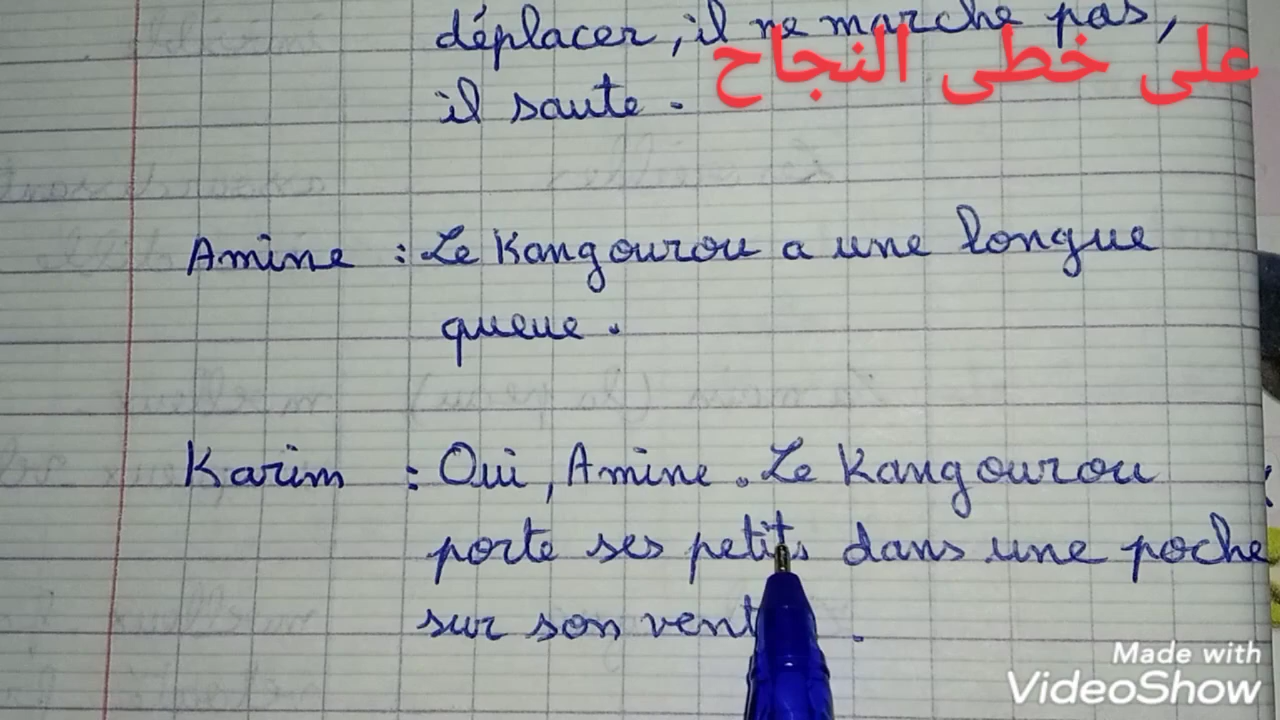 déplacer, il ne marche pas,
على خطى النجاح
il saute.
Amine : Le Kangourou a une longue
queue.
Karim : Oui, Amine. Le Kangourou
porte ses petits dans une poche
sur son
Made with
VideoShow